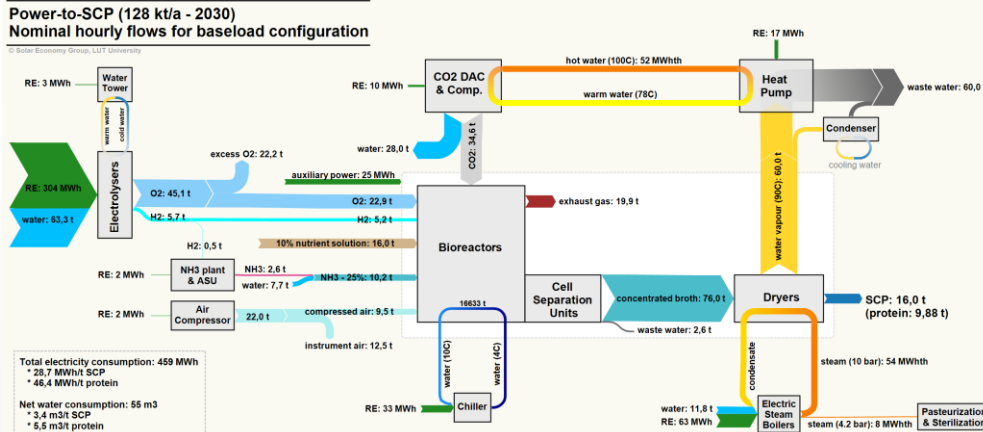 Power-to-SCP (128 kt/a - 2030)
Nominal hourly flows for baseload configuration
© Solar Economy Group, LUT University
RE: 17 MWh
hot water (100C): 52 MWhth
RE: 3 MWh
Water
Tower
RE: 10 MWh
CO2 DAC
& Comp.
warm water (78C)
Heat
Pump
waste water: 60,0
warm water
cold water
Condenser
cooling water
water: 28,0 t
CO2: 34,6 t
excess O2: 22,2 t
RE: 304 MWh
water: 63,3 t
Electrolysers
O2: 45,1 t
auxiliary power: 25 MWh
O2: 22,9 t
exhaust gas: 19,9 t
water vapour (90C): 60,0 t
H2: 5,7 t
H2: 5,2 t
Bioreactors
H2: 0,5 t
10% nutrient solution: 16,0 t
RE: 2 MWh
NH3 plant
& ASU
NH3: 2,6 t
water: 7,7 t
NH3 - 25%: 10,2 t
Cell
Separation
Units
concentrated broth: 76,0 t
Dryers
SCP: 16,0 t
(protein: 9,88 t)
RE: 2 MWh
Air
Compressor
22,0 t
compressed air: 9,5 t
16633 t
waste water: 2,6 t
instrument air: 12,5 t
water (10C)
water (4C)
condensate
steam (10 bar): 54 MWhth
Total electricity consumption: 459 MWh
* 28,7 MWh/t SCP
* 46,4 MWh/t protein
Net water consumption: 55 m3
* 3,4 m3/t SCP
* 5,5 m3/t protein
RE: 33 MWh
Chiller
water: 11,8 t
RE: 63 MWh
Electric
Steam
Boilers
steam (4.2 bar): 8 MWhth
Pasteurization
& Sterilization